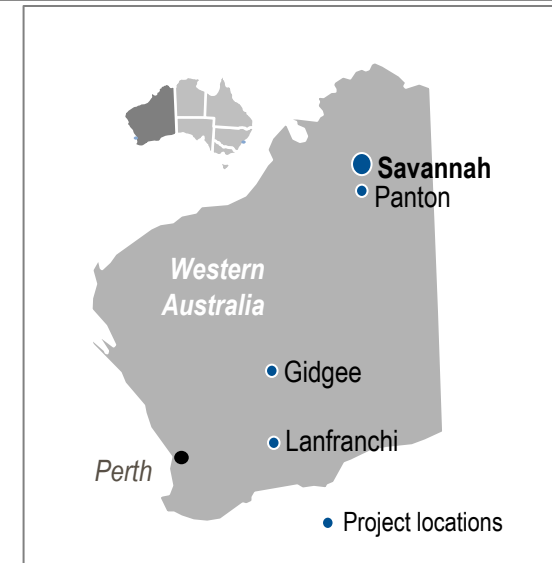 Savannah
Panton
Western
Australia
Gidgee
Lanfranchi
Perth
Project locations